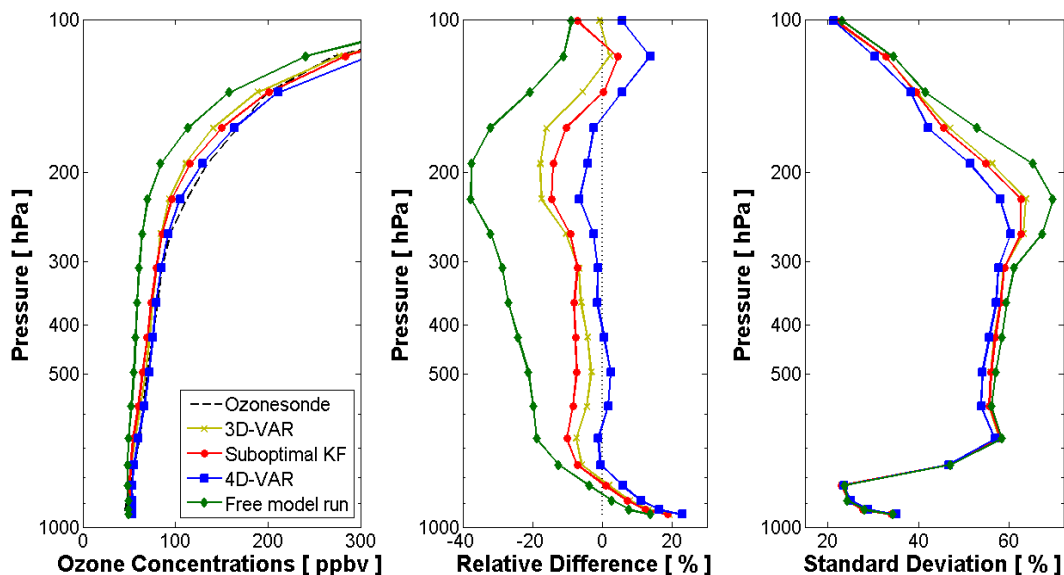 100
200
300
400
500
1000
Pressure [ hPa]
0
100
200
300
Ozone Concentrations [ ppbv ]
Ozonesonde
3D-VAR
Suboptimal KF
4D-VAR
Free model run
100
200
300
400
500
1000
Pressure [ hPa]
-40
-20
0
20
Relative Difference [ % ]
100
200
300
400
500
1000
Pressure [ hPa]
20
40
60
Standard Deviation [ % ]